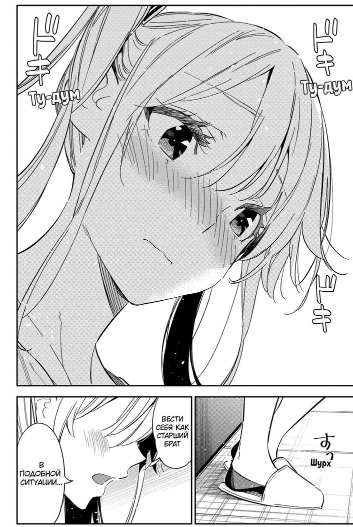 ドキ
Ту-дум
ドキ
Ту-дум
ドキ
ВЕСТИ
СЕБЯ КАК
СТАРШИЙ
БРАТ
В
ПОДОБНОЙ
СИТУАЦИИ...
すっ
Шурх